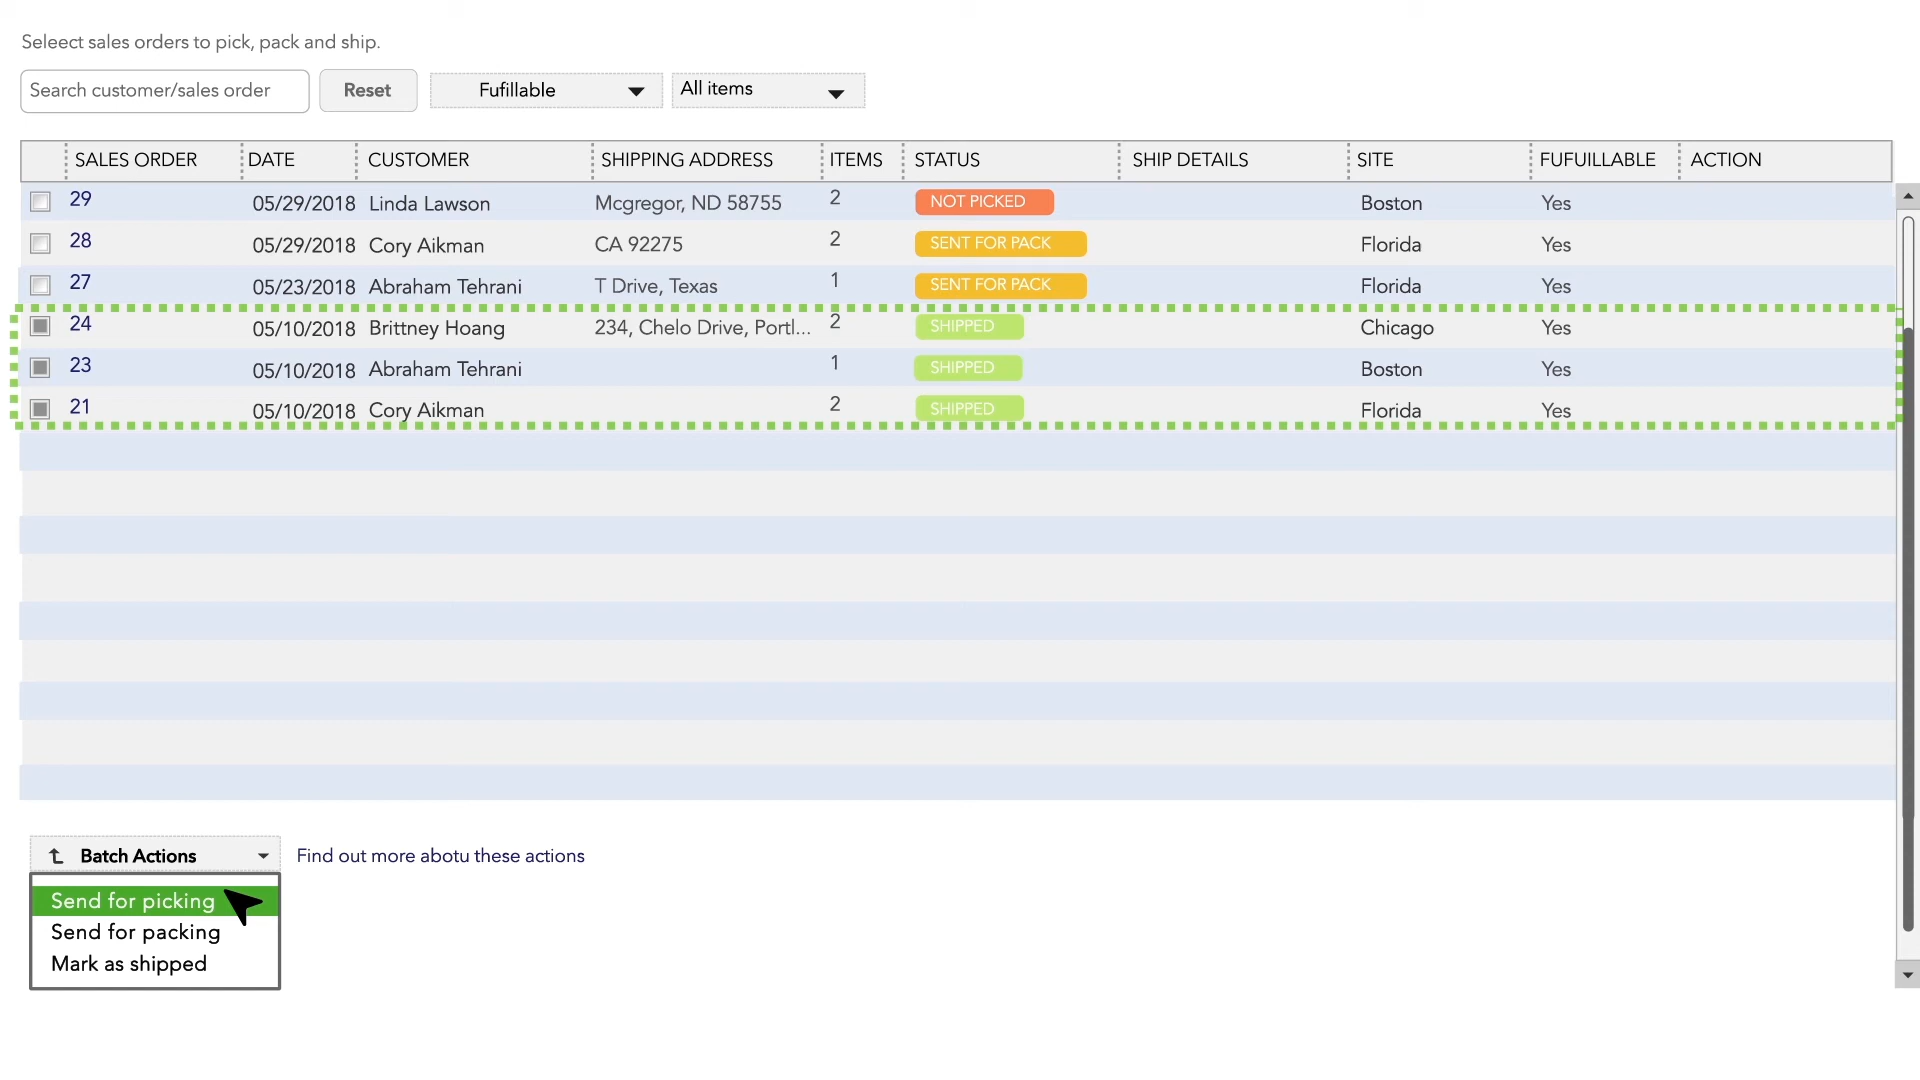 Seleect sales orders to pick, pack and ship.
Search customer/sales order Reset Fufillable All items
SALES ORDER DATE CUSTOMER SHIPPING ADDRESS ITEMS STATUS SHIP DETAILS SITE FUFUILLABLE ACTION
29 05/29/2018 Linda Lawson Mcgregor, ND 58755 2 NOT PICKED Boston Yes
28 05/29/2018 Cory Aikman CA 92275 2 SENT FOR PACK Florida Yes
27 05/23/2018 Abraham Tehrani T Drive, Texas 1 SENT FOR PACK Florida Yes
24 05/10/2018 Brittney Hoang 234, Chelo Drive, Portl... 2 SHIPPED Chicago Yes
23 05/10/2018 Abraham Tehrani 1 SHIPPED Boston Yes
21 05/10/2018 Cory Aikman 2 SHIPPED Florida Yes
Batch Actions Find out more abotu these actions
Send for picking
Send for packing
Mark as shipped